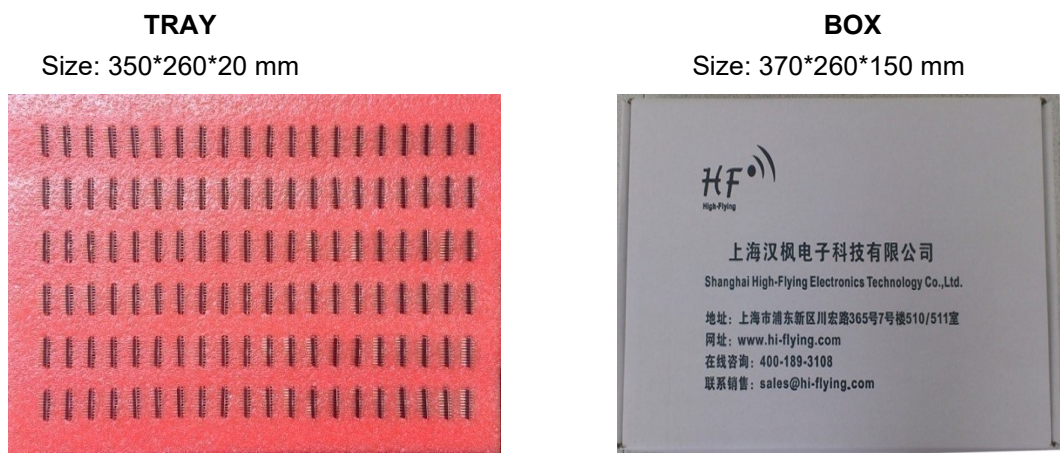 TRAY
Size: 350*260*20 mm
BOX
Size: 370*260*150 mm
HF
High-Flying
上海汉枫电子科技有限公司
Shanghai High-Flying Electronics Technology Co.,Ltd.
地址：上海市浦东新区川宏路365号7号楼510/511室
网址：www.hi-flying.com
在线咨询：400-189-3108
联系销售：sales@hi-flying.com